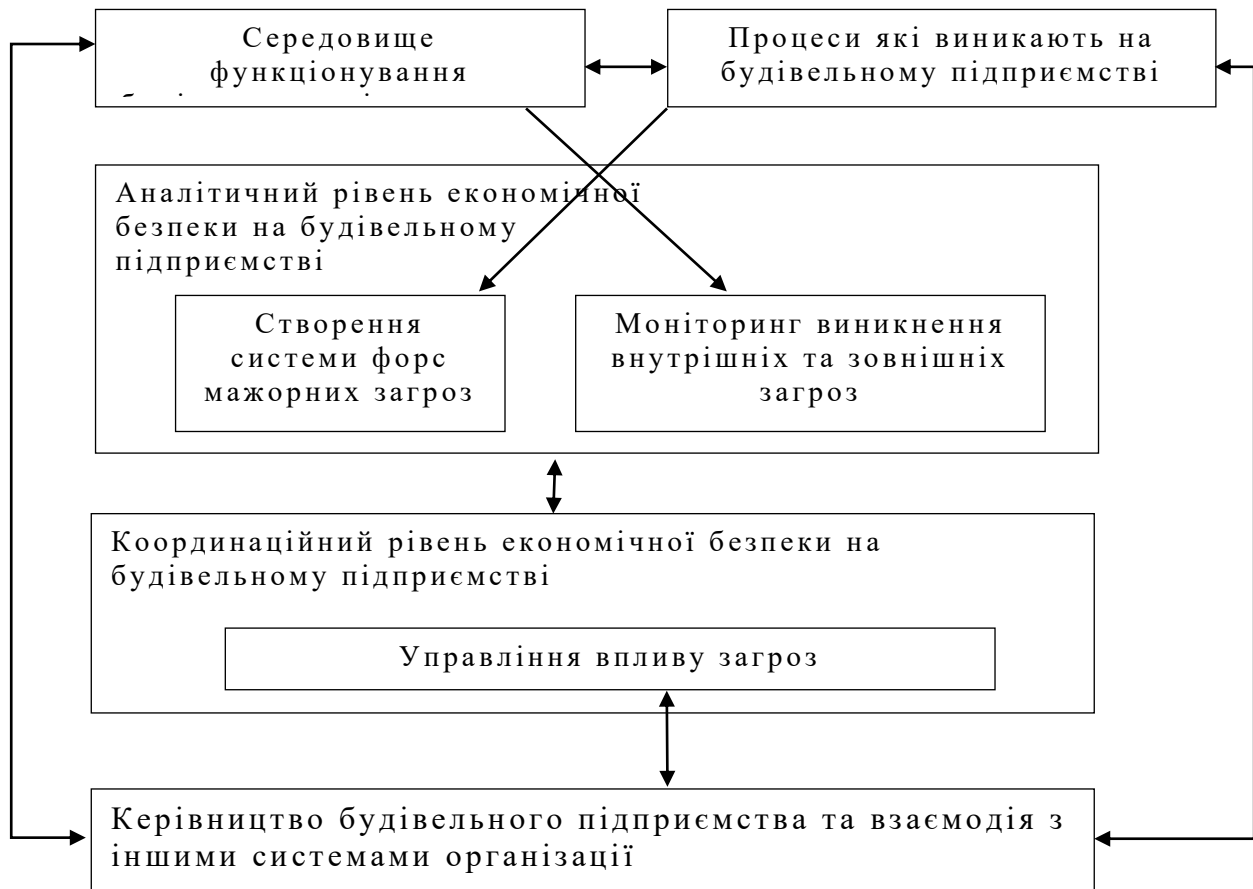 Середовище
функціонування
Процеси які виникають на
будівельному підприємстві
Аналітичний рівень економічної
безпеки на будівельному
підприємстві
Створення
системи форс
мажорних загроз
Моніторинг виникнення
внутрішніх та зовнішніх
загроз
Координаційний рівень економічної безпеки на
будівельному підприємстві
Управління впливу загроз
Керівництво будівельного підприємства та взаємодія з
іншими системами організації